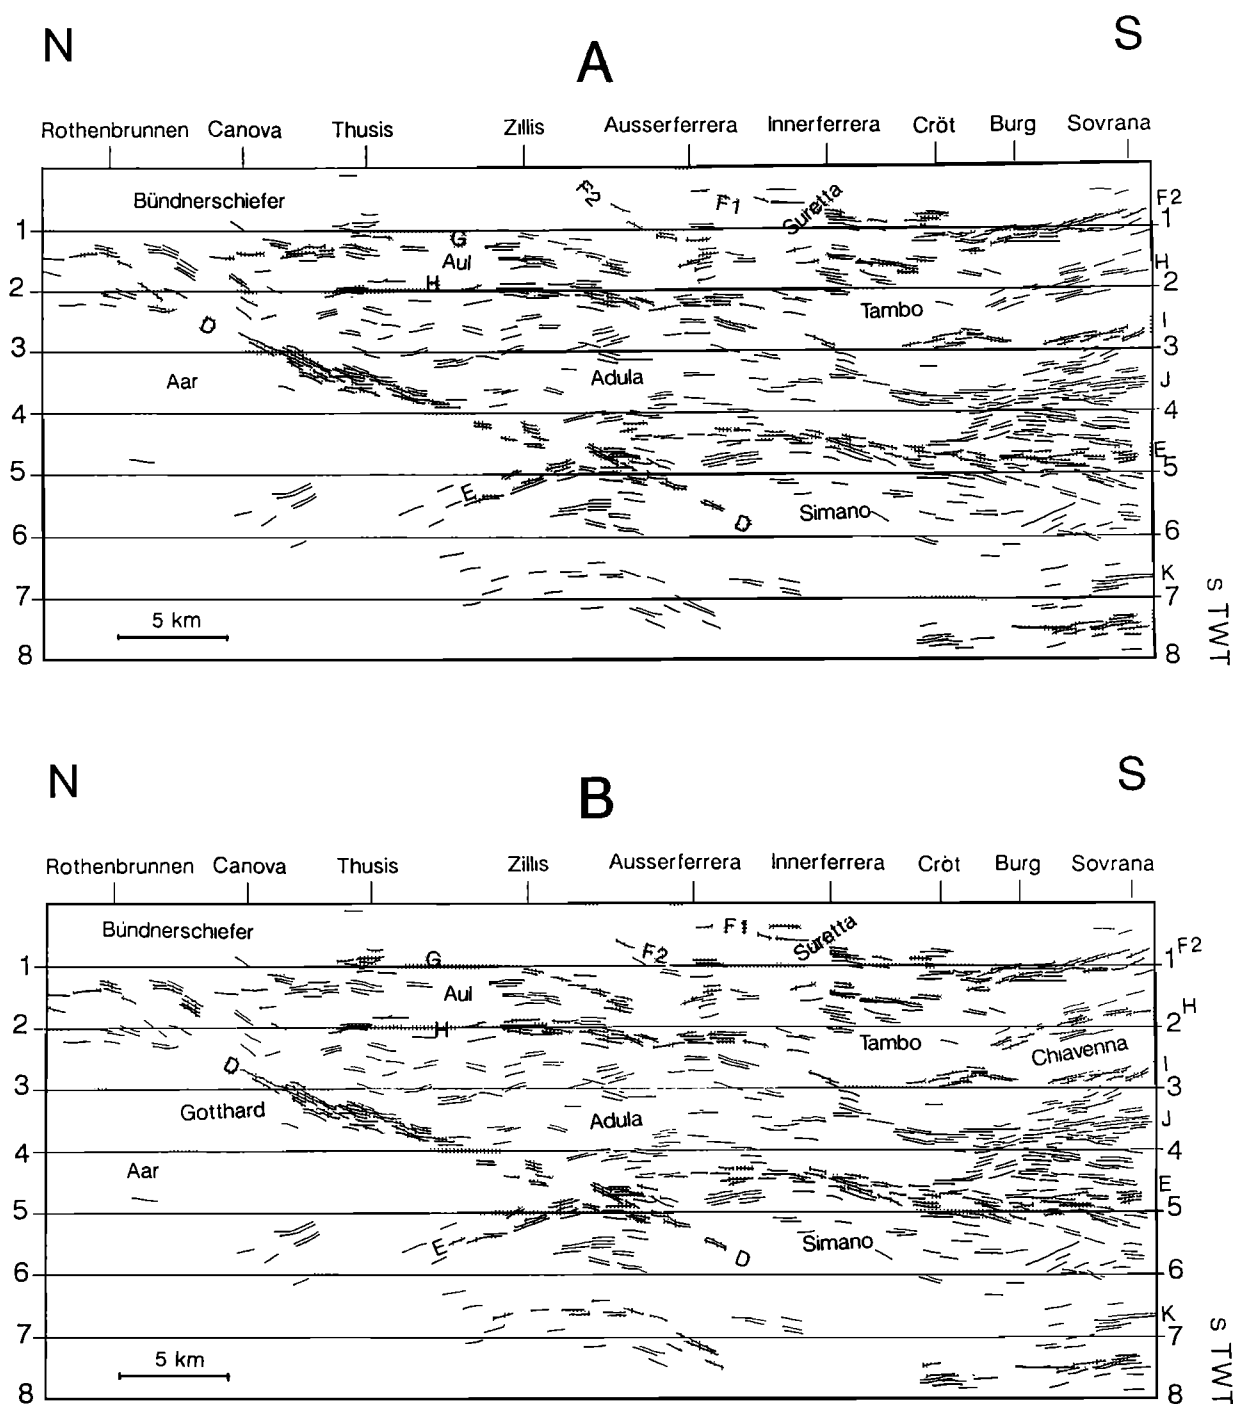 N A S
Rothenbrunnen Canova Thusis Zillis Ausserferrera Innerferrera Cröt Burg Sovrana
Bündnerschiefer F2 F1 Suretta F2
1 G 1
Aul H
2 H Tambo 2
D I
3 3
Aar Adula J
4 4
E
5 5
E D Simano
6 6
K
7 7
5 km
8 8
s TWT
N B S
Rothenbrunnen Canova Thusis Zillis Ausserferrera Innerferrera Cröt Burg Sovrana
Bündnerschiefer F1 Suretta
G F2 F2
1 1
Aul H
2 H 2
Tambo Chiavenna
D I
3 3
Gotthard Adula J
4 4
Aar E
5 5
E D Simano
6 6
K
7 7
5 km
8 8
s TWT